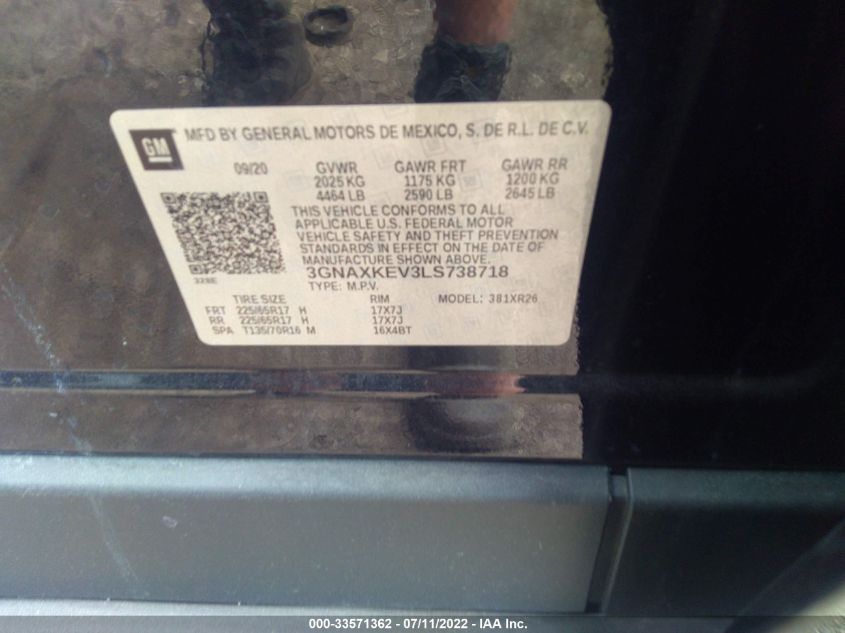 GM
MFD BY GENERAL MOTORS DE MEXICO, S. DE R.L. DE C.V.
09/20 GVWR GAWR FRT GAWR RR
2025 KG 1175 KG 1200 KG
4464 LB 2590 LB 2645 LB
THIS VEHICLE CONFORMS TO ALL
APPLICABLE U.S. FEDERAL MOTOR
VEHICLE SAFETY AND THEFT PREVENTION
STANDARDS IN EFFECT ON THE DATE OF
MANUFACTURE SHOWN ABOVE.
3GNAXKEV3LS738718
TYPE: M.P.V.
TIRE SIZE RIM MODEL: 381XR26
FRT 225/65R17 H 17X7J
RR 225/65R17 H 17X7J
SPA T135/70R16 M 16X4BT
000-33571362 - 07/11/2022 - IAA Inc.